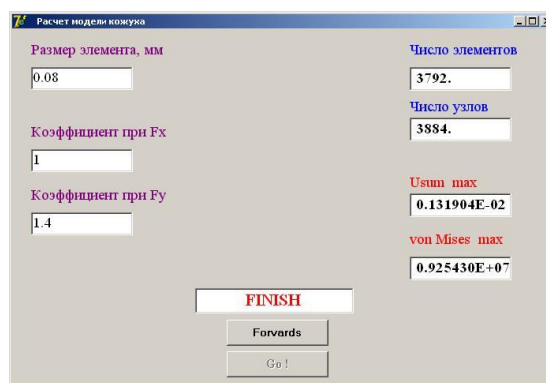 Расчет модели кожуха
Размер элемента, мм
0.08
Коэффициент при Fx
1
Коэффициент при Fy
1.4
Число элементов
3792.
Число узлов
3884.
Usum max
0.131904E-02
von Mises max
0.925430E+07
FINISH
Forvards
Go !